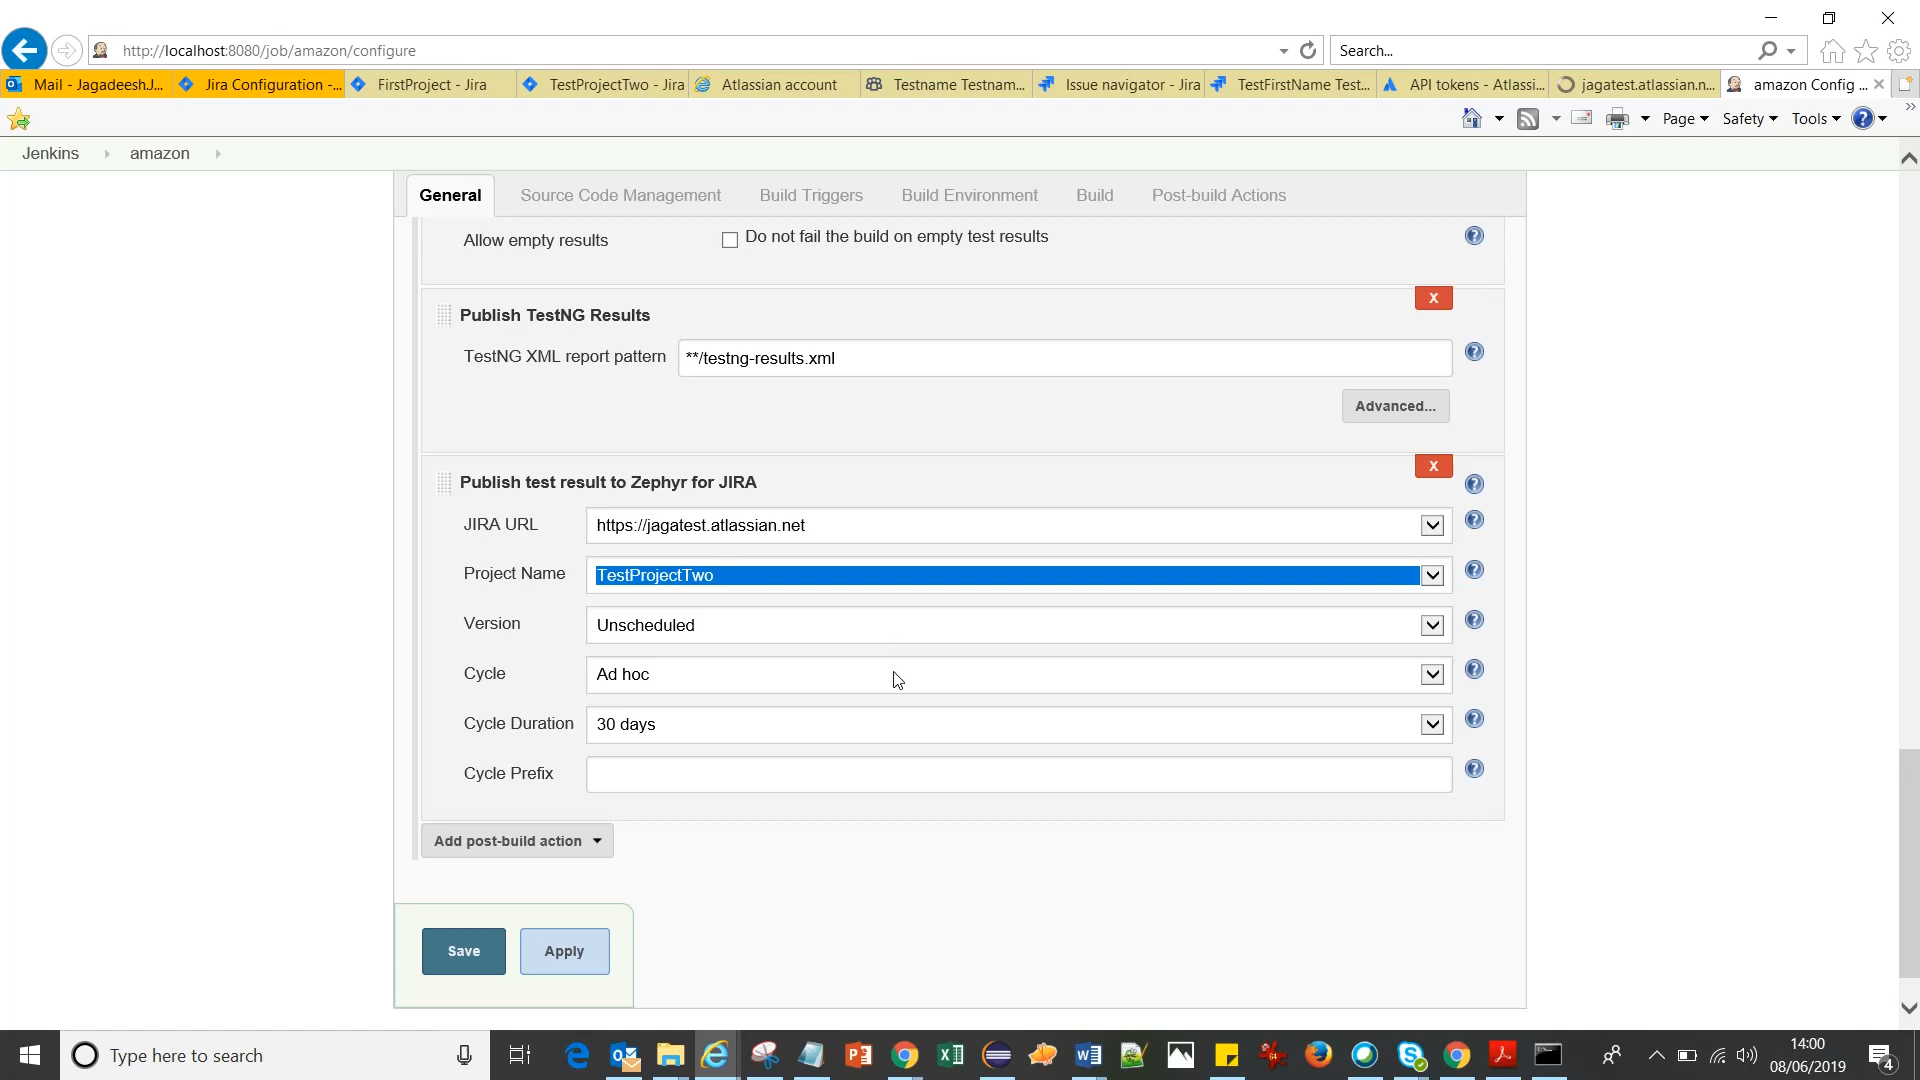 http://localhost:8080/job/amazon/configure
Search...
Mail - Jagadeesh.J...
Jira Configuration -...
FirstProject - Jira
TestProjectTwo - Jira
Atlassian account
Testname Testnam...
Issue navigator - Jira
TestFirstName Test...
API tokens - Atlassi...
jagatest.atlassian.n...
amazon Config ...
Page
Safety
Tools
Jenkins
amazon
General
Source Code Management
Build Triggers
Build Environment
Build
Post-build Actions
Allow empty results
Do not fail the build on empty test results
X
Publish TestNG Results
TestNG XML report pattern
**/testng-results.xml
Advanced...
X
Publish test result to Zephyr for JIRA
JIRA URL
https://jagatest.atlassian.net
Project Name
TestProjectTwo
Version
Unscheduled
Cycle
Ad hoc
Cycle Duration
30 days
Cycle Prefix
Add post-build action
Save
Apply
Type here to search
14:00
08/06/2019
4